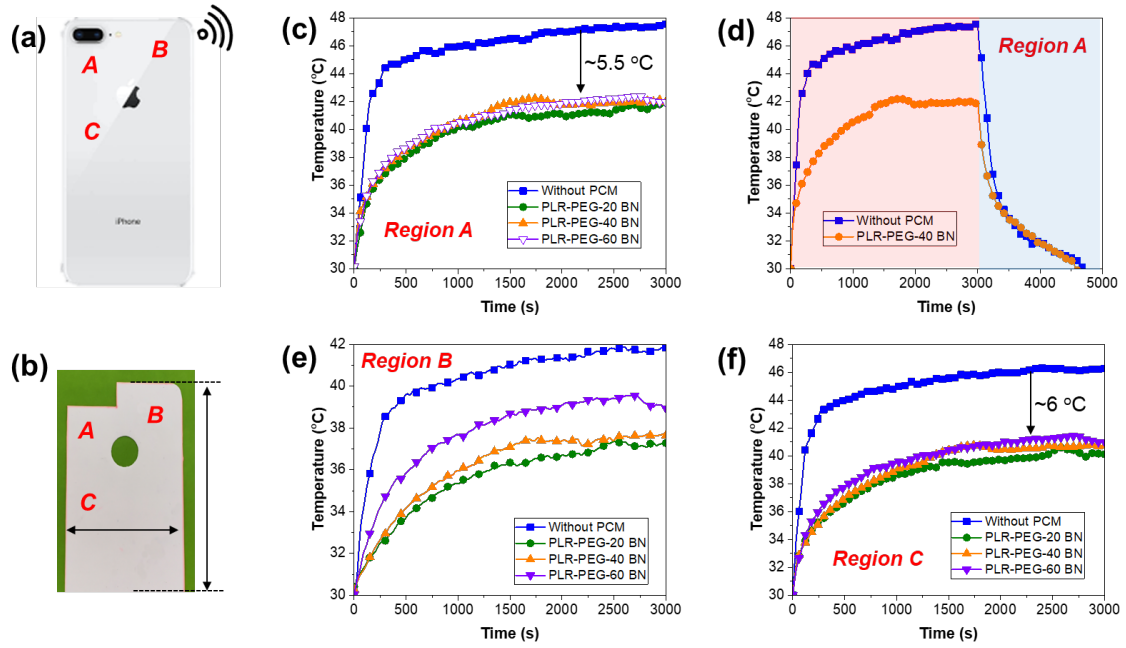 (a)
A
B
C
iPhone
(b)
A
B
C
(c)
Temperature (°C)
48
46
44
42
40
38
36
34
32
30
~5.5 °C
Without PCM
PLR-PEG-20 BN
PLR-PEG-40 BN
PLR-PEG-60 BN
Region A
0 500 1000 1500 2000 2500 3000
Time (s)
(d)
Temperature (°C)
48
46
44
42
40
38
36
34
32
30
Region A
Without PCM
PLR-PEG-40 BN
0 1000 2000 3000 4000 5000
Time (s)
(e)
Temperature (°C)
42
40
38
36
34
32
30
Region B
Without PCM
PLR-PEG-20 BN
PLR-PEG-40 BN
PLR-PEG-60 BN
0 500 1000 1500 2000 2500 3000
Time (s)
(f)
Temperature (°C)
48
46
44
42
40
38
36
34
32
30
~6 °C
Without PCM
PLR-PEG-20 BN
PLR-PEG-40 BN
PLR-PEG-60 BN
Region C
0 500 1000 1500 2000 2500 3000
Time (s)